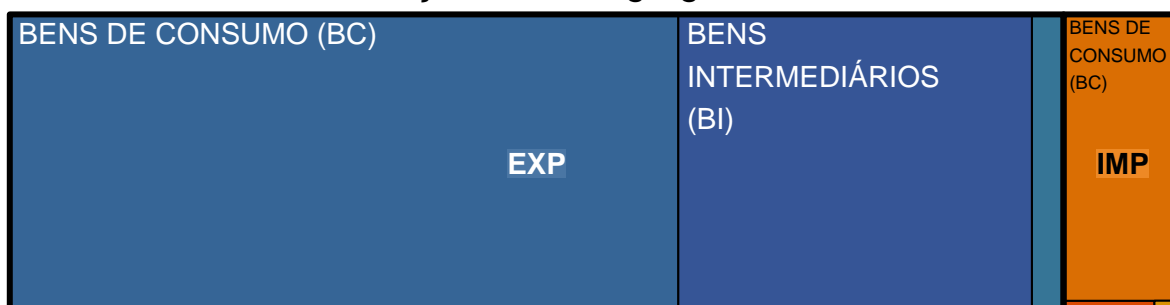 BENS DE CONSUMO (BC)
BENS
INTERMEDIÁRIOS
(BI)
EXP
BENS DE
CONSUMO
(BC)
IMP